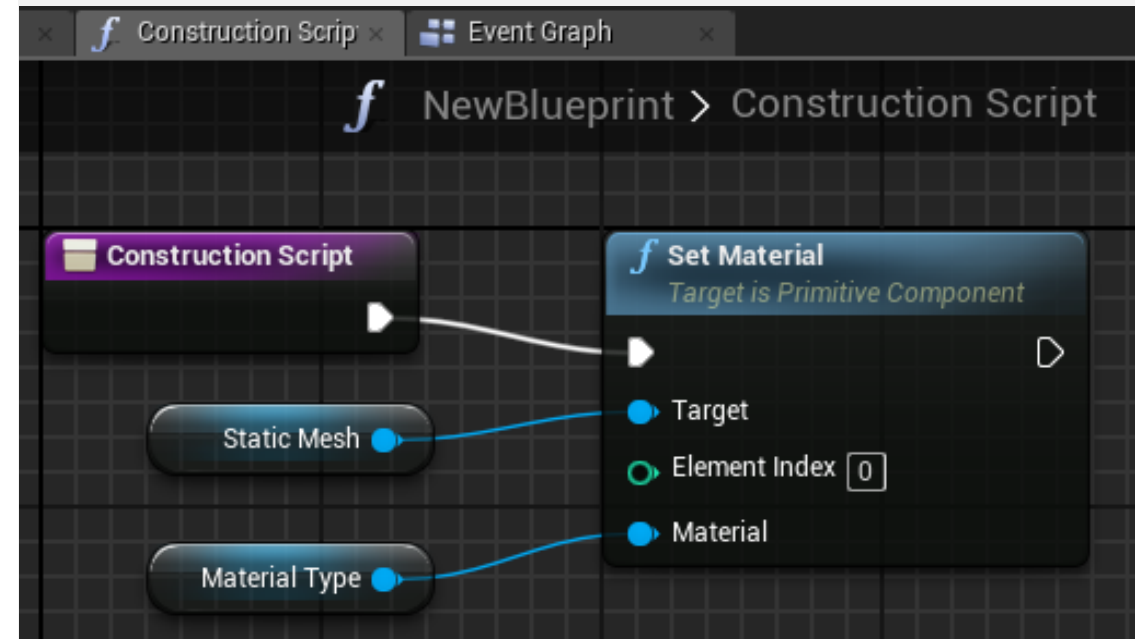 Construction Scrip
Event Graph
NewBlueprint > Construction Script
Construction Script
Set Material
Target is Primitive Component
Target
Static Mesh
Element Index 0
Material
Material Type